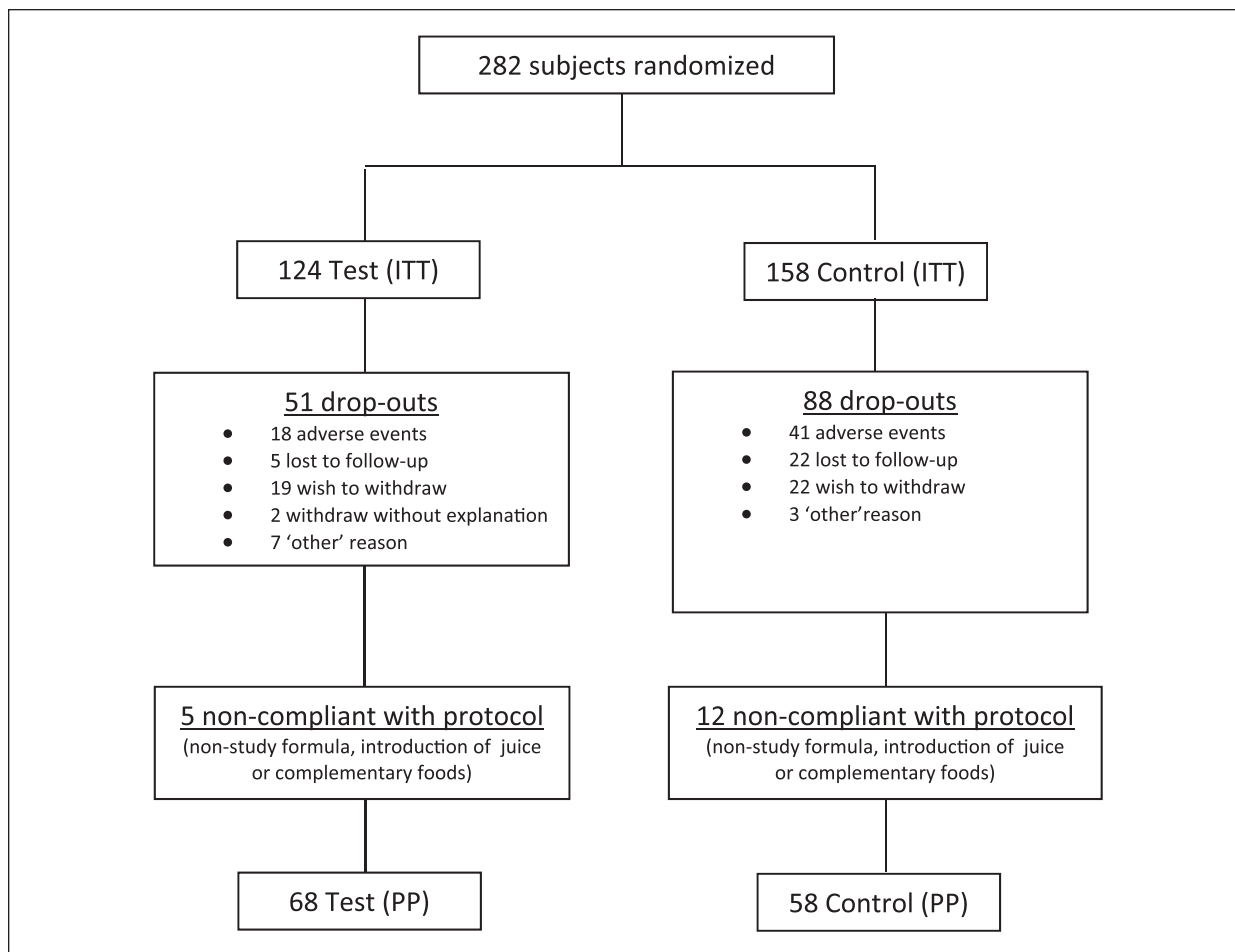 282 subjects randomized
124 Test (ITT)
158 Control (ITT)
51 drop-outs
• 18 adverse events
• 5 lost to follow-up
• 19 wish to withdraw
• 2 withdraw without explanation
• 7 ‘other’ reason
88 drop-outs
• 41 adverse events
• 22 lost to follow-up
• 22 wish to withdraw
• 3 ‘other’reason
5 non-compliant with protocol
(non-study formula, introduction of juice
or complementary foods)
12 non-compliant with protocol
(non-study formula, introduction of juice
or complementary foods)
68 Test (PP)
58 Control (PP)